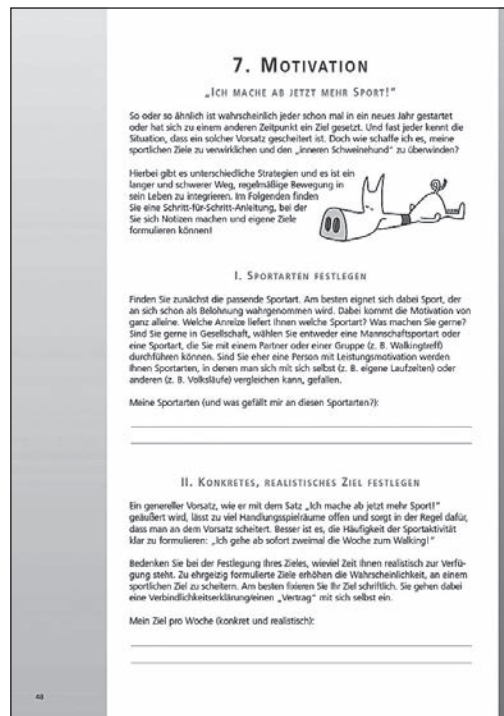 7. MOTIVATION
„ICH MACHE AB JETZT MEHR SPORT!“
So oder so ähnlich ist wahrscheinlich jeder schon mal in ein neues Jahr gestartet
oder hat sich zu einem anderen Zeitpunkt ein Ziel gesetzt. Und fast jeder kennt die
Situation, dass ein solcher Vorsatz gescheitert ist. Doch wie schaffe ich es, meine
sportlichen Ziele zu verwirklichen und den „inneren Schweinehund“ zu überwinden?
Hierbei gibt es unterschiedliche Strategien und es ist ein
langer und schwerer Weg, regelmäßige Bewegung in
sein Leben zu integrieren. Im Folgenden finden
Sie eine Schritt-für-Schritt-Anleitung, bei der
Sie sich Notizen machen und eigene Ziele
formulieren können!
I. SPORTARTEN FESTLEGEN
Finden Sie zunächst die passende Sportart. Am besten eignet sich dabei Sport, der
an sich schon als Belohnung wahrgenommen wird. Dabei kommt die Motivation von
ganz alleine. Welche Anreize liefert Ihnen welche Sportart? Was machen Sie gerne?
Sind Sie gerne in Gesellschaft, wählen Sie entweder eine Mannschaftsportart oder
eine Sportart, die Sie mit einem Partner oder einer Gruppe (z. B. Walkingtreff)
durchführen können. Sind Sie eher eine Person mit Leistungsmotivation werden
Ihnen Sportarten, in denen man sich mit sich selbst (z. B. eigene Laufzeiten) oder
anderen (z. B. Volksläufe) vergleichen kann, gefallen.
Meine Sportarten (und was gefällt mir an diesen Sportarten?):
II. KONKRETES, REALISTISCHES ZIEL FESTLEGEN
Ein genereller Vorsatz, wie er mit dem Satz „Ich mache ab jetzt mehr Sport!“
geäußert wird, lässt zu viel Handlungsspielräume offen und sorgt in der Regel dafür,
dass man an dem Vorsatz scheitert. Besser ist es, die Häufigkeit der Sportaktivität
klar zu formulieren: „Ich gehe ab sofort zweimal die Woche zum Walking!“
Bedenken Sie bei der Festlegung Ihres Zieles, wieviel Zeit Ihnen realistisch zur Verfü-
gung steht. Zu ehrgeizig formulierte Ziele erhöhen die Wahrscheinlichkeit, an einem
sportlichen Ziel zu scheitern. Am besten fixieren Sie Ihr Ziel schriftlich. Sie gehen dabei
eine Verbindlichkeitserklärung/einen „Vertrag“ mit sich selbst ein.
Mein Ziel pro Woche (konkret und realistisch):
48